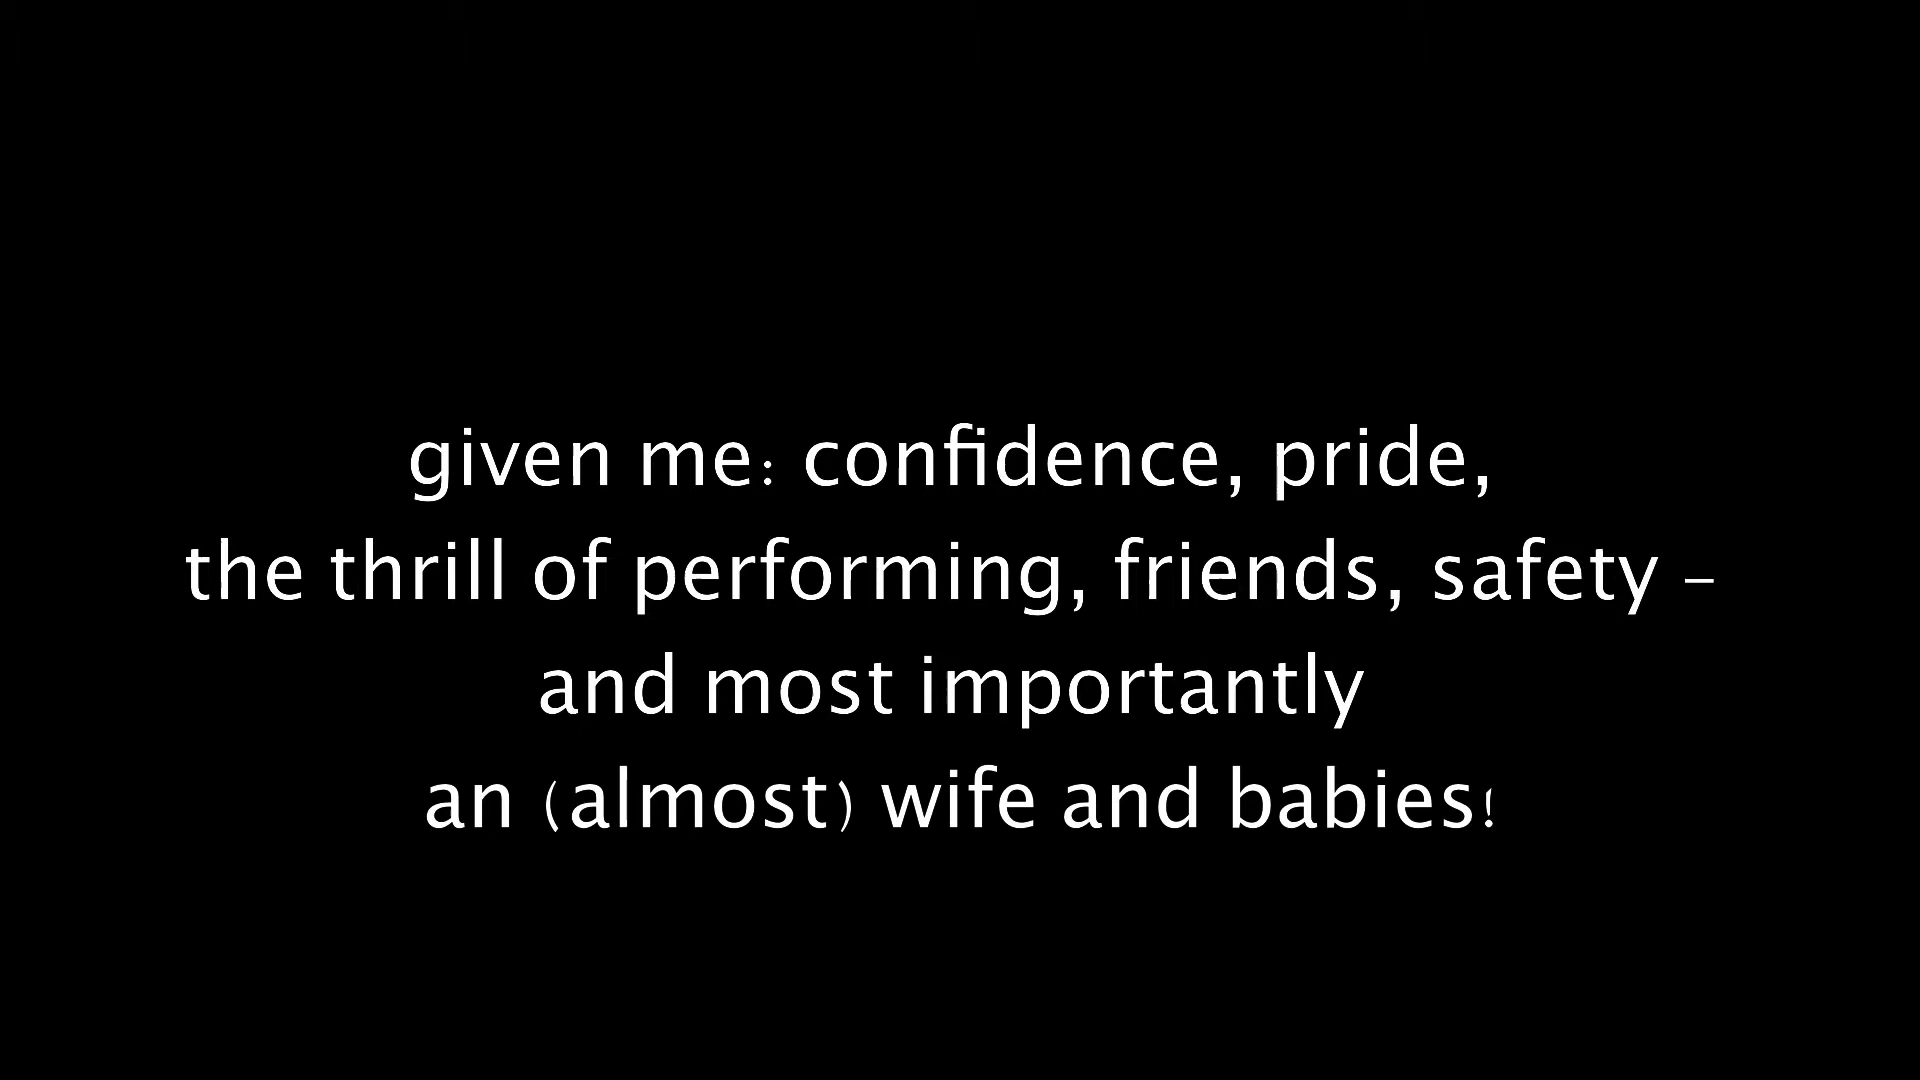 given me: confidence, pride,
the thrill of performing, friends, safety –
and most importantly
an (almost) wife and babies!